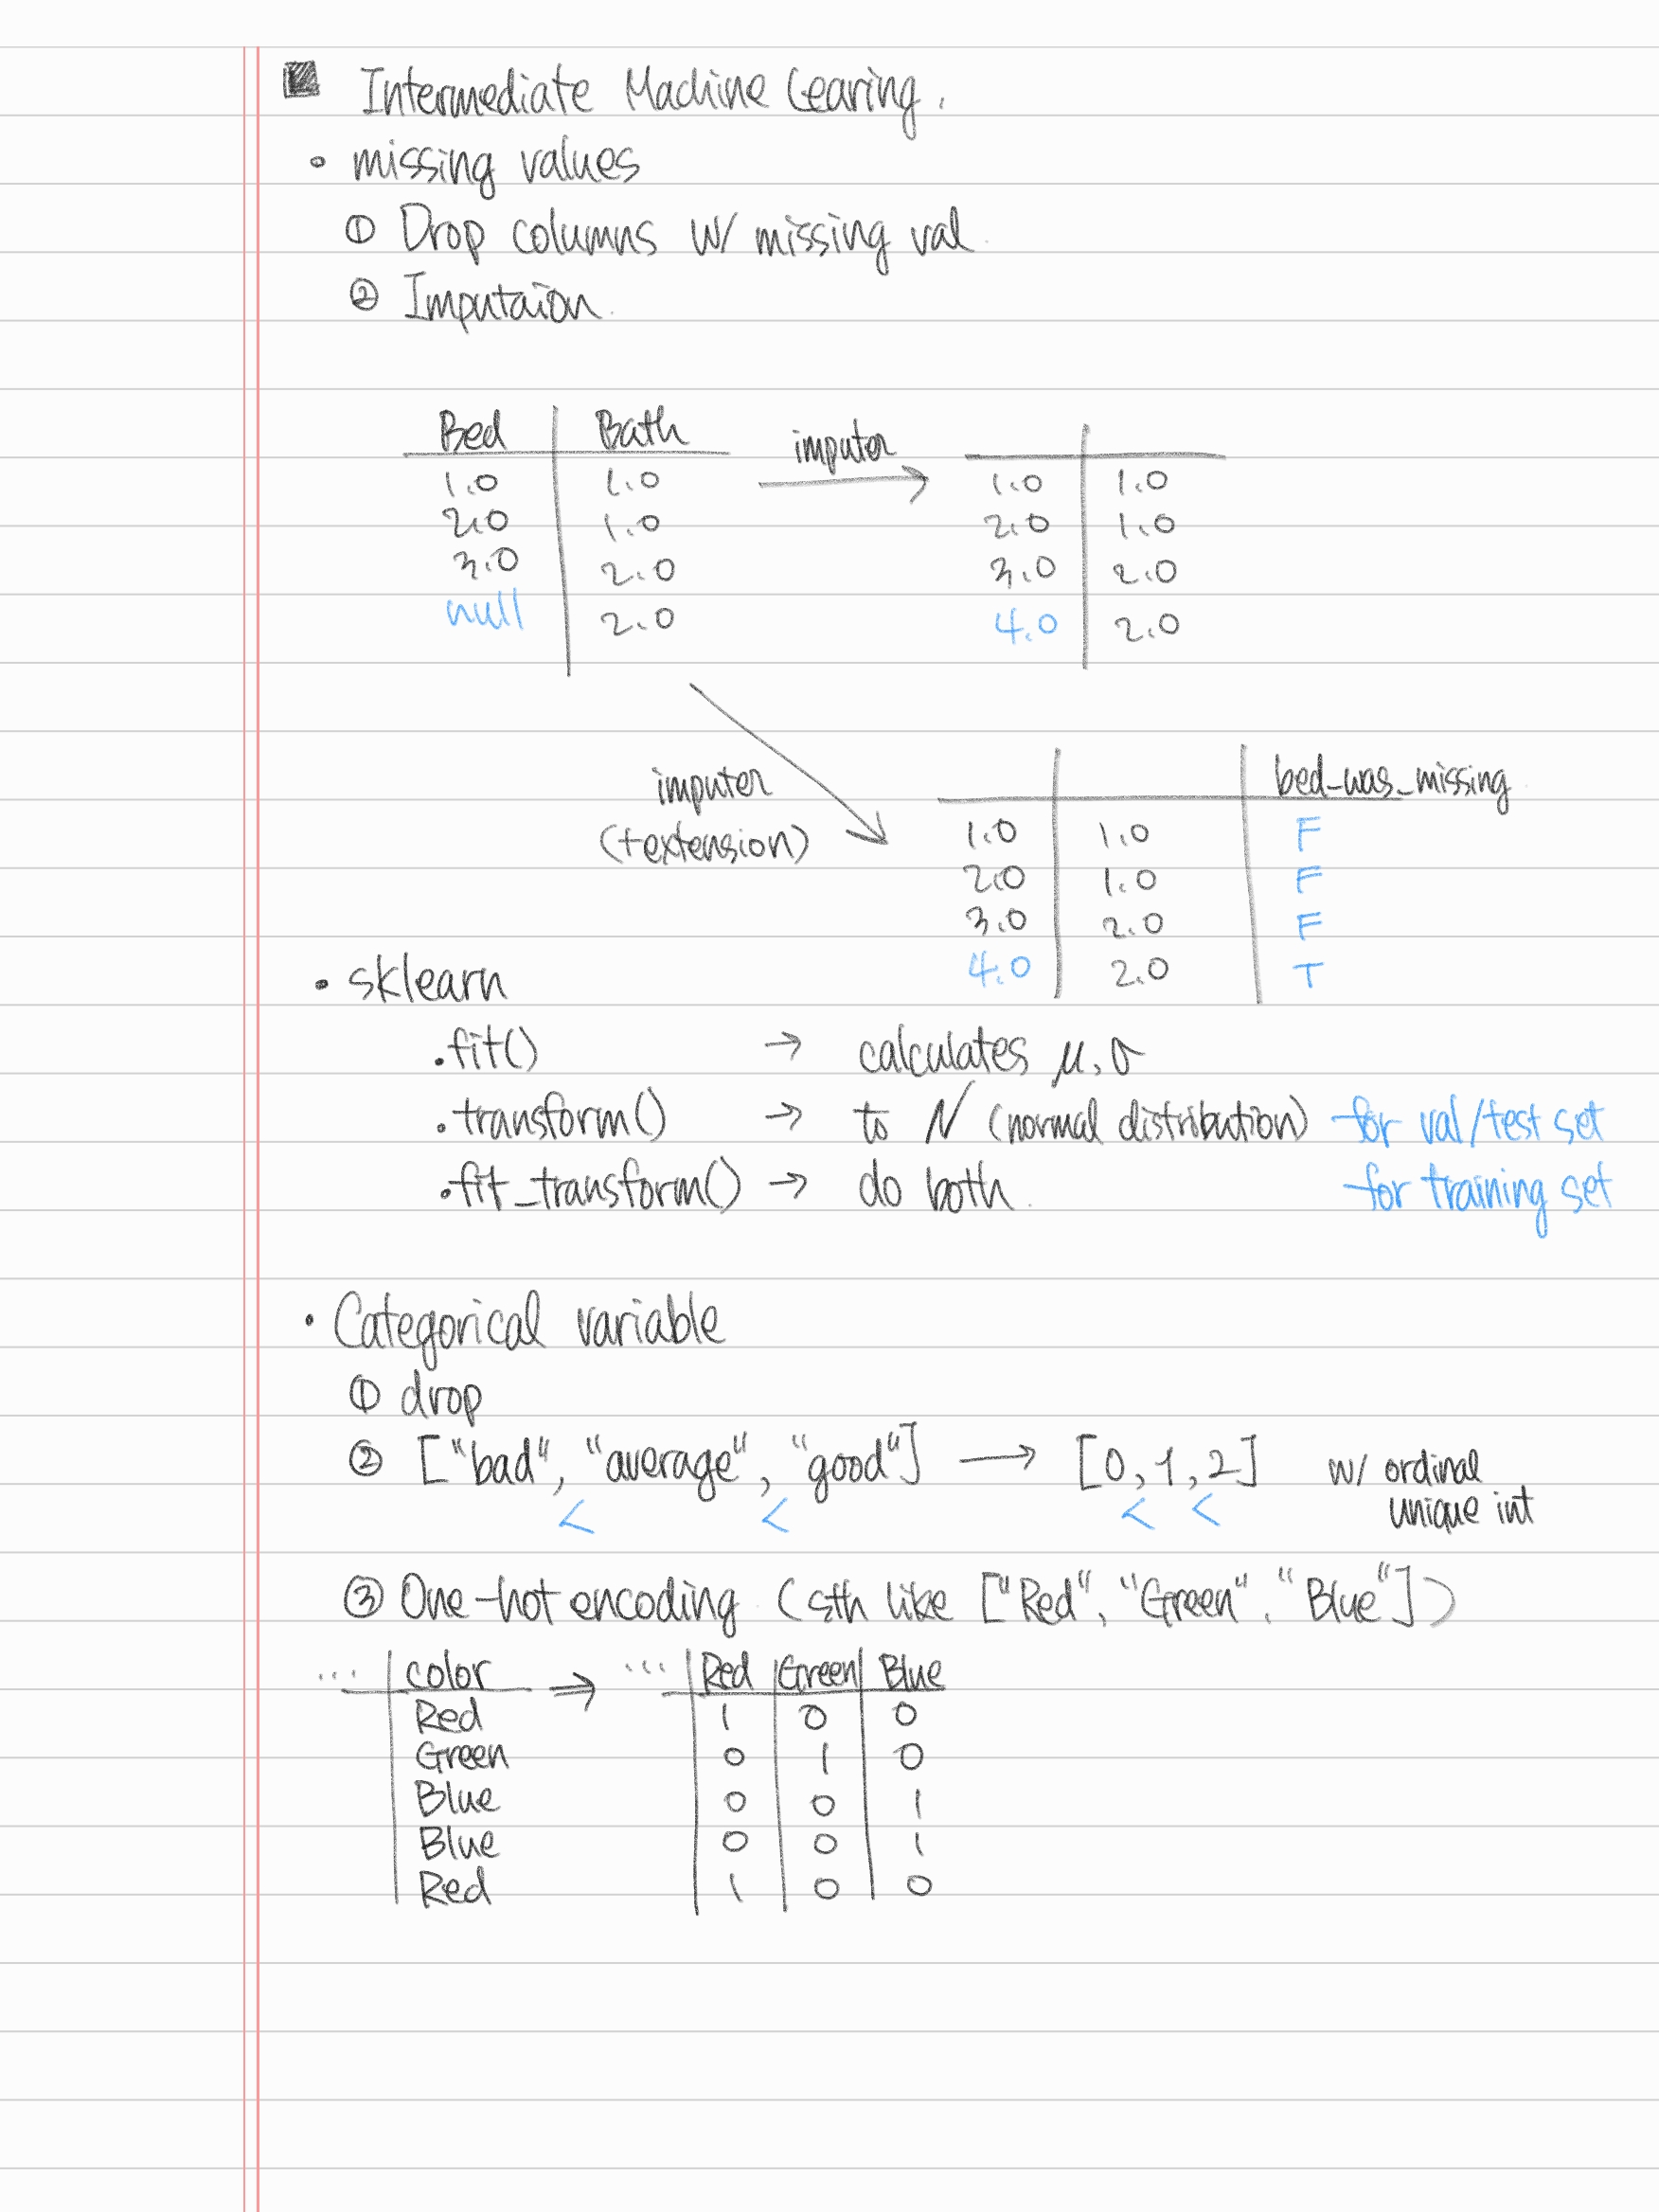 Intermediate Machine Learing.
• missing values
① Drop columns w/ missing val.
② Imputaion.
Bed Bath
1.0 1.0
2.0 1.0
3.0 2.0
null 2.0
imputer
1.0 1.0
2.0 1.0
3.0 2.0
4.0 2.0
imputer
(+extension)
bed_was_missing
1.0 1.0 F
2.0 1.0 F
3.0 2.0 F
4.0 2.0 T
• sklearn
.fit() → calculates μ, σ
.transform() → to N (normal distribution) for val/test set
.fit_transform() → do both. for training set
• Categorical variable
① drop
② ["bad", "average", "good"] → [0, 1, 2] w/ ordinal
< < < < unique int
③ One-hot encoding. (sth like ["Red", "Green", "Blue"])
... color → ... Red Green Blue
Red 1 0 0
Green 0 1 0
Blue 0 0 1
Blue 0 0 1
Red 1 0 0